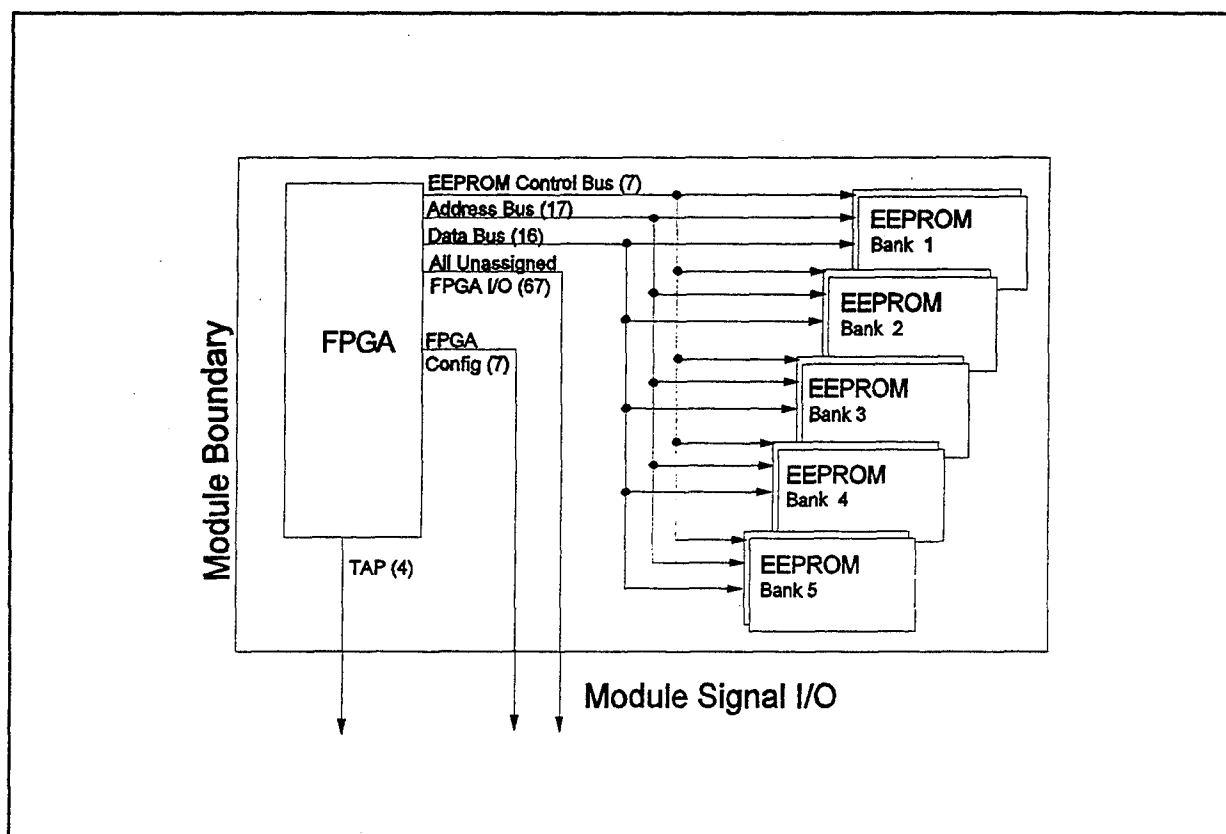 EEPROM Control Bus (7)
Address Bus (17)
Data Bus (16)
All Unassigned
FPGA I/O (67)
FPGA
FPGA
Config (7)
TAP (4)
Module Boundary
EEPROM
Bank 1
EEPROM
Bank 2
EEPROM
Bank 3
EEPROM
Bank 4
EEPROM
Bank 5
Module Signal I/O